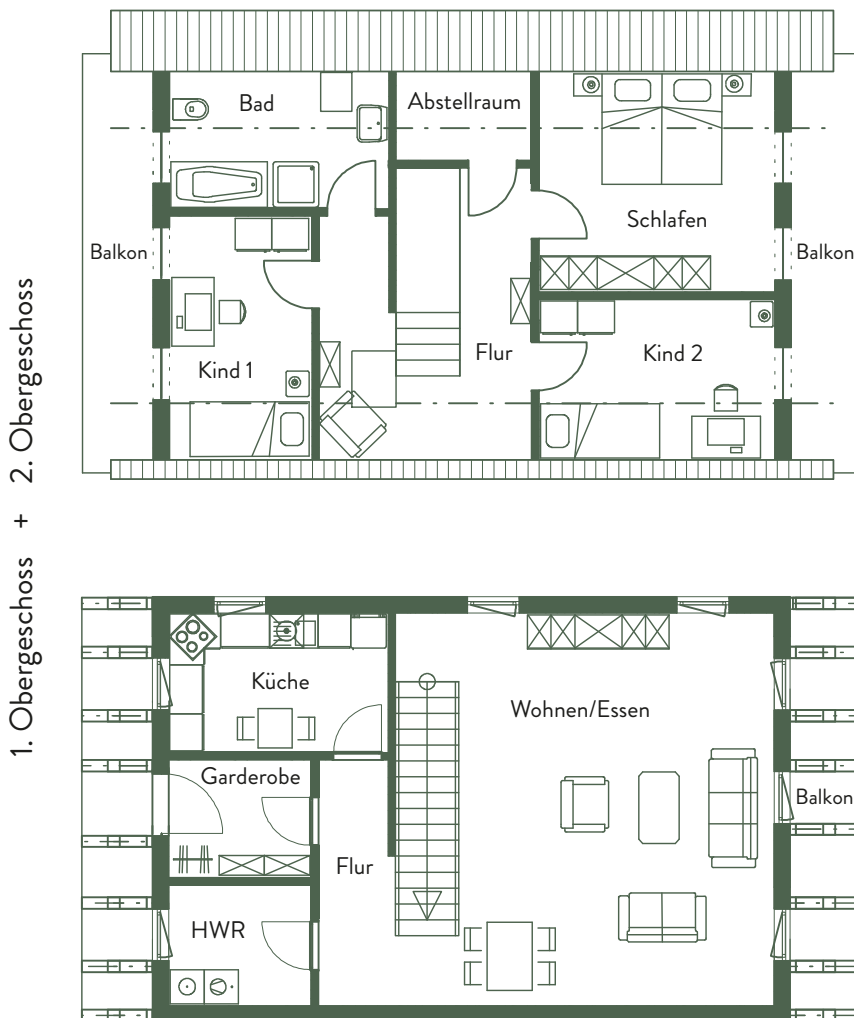 1. Obergeschoss + 2. Obergeschoss
Bad
Abstellraum
Schlafen
Balkon
Balkon
Kind 1
Flur
Kind 2
Küche
Wohnen/Essen
Garderobe
Balkon
Flur
HWR